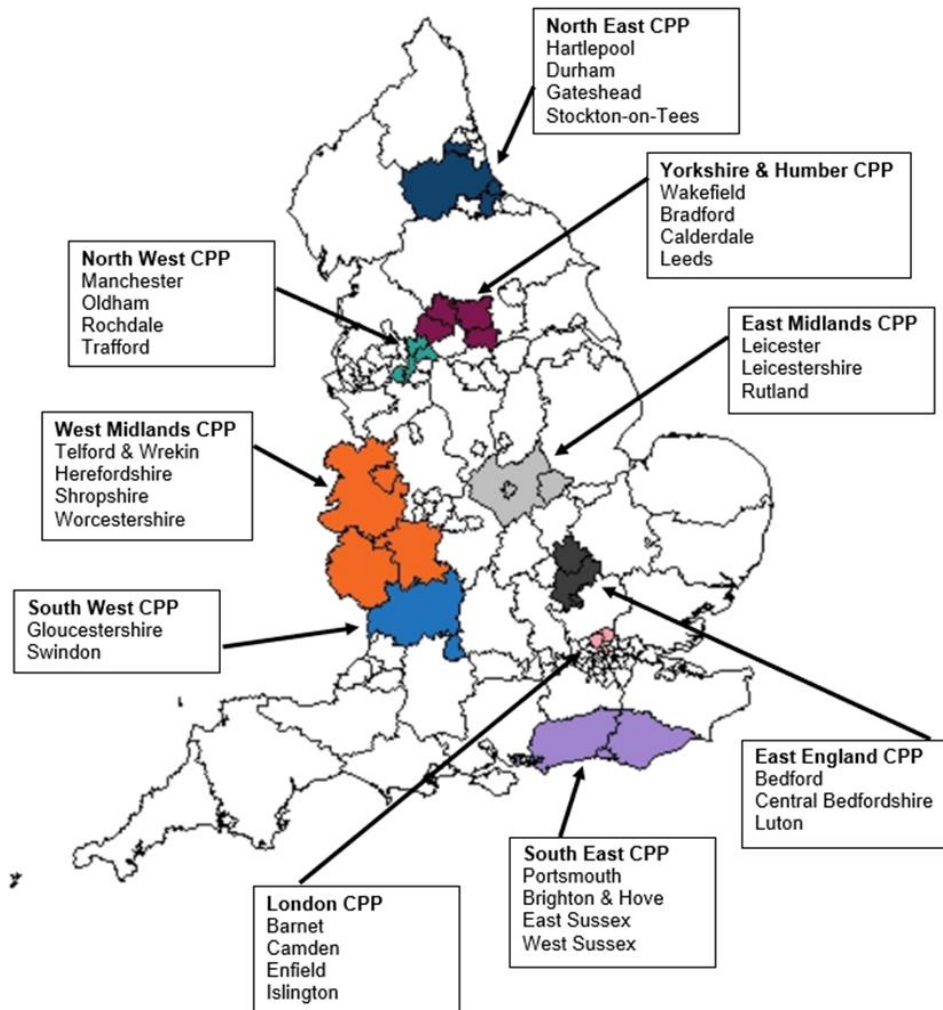 North East CPP
Hartlepool
Durham
Gateshead
Stockton-on-Tees
Yorkshire & Humber CPP
Wakefield
Bradford
Calderdale
Leeds
North West CPP
Manchester
Oldham
Rochdale
Trafford
East Midlands CPP
Leicester
Leicestershire
Rutland
West Midlands CPP
Telford & Wrekin
Herefordshire
Shropshire
Worcestershire
South West CPP
Gloucestershire
Swindon
East England CPP
Bedford
Central Bedfordshire
Luton
South East CPP
Portsmouth
Brighton & Hove
East Sussex
West Sussex
London CPP
Barnet
Camden
Enfield
Islington